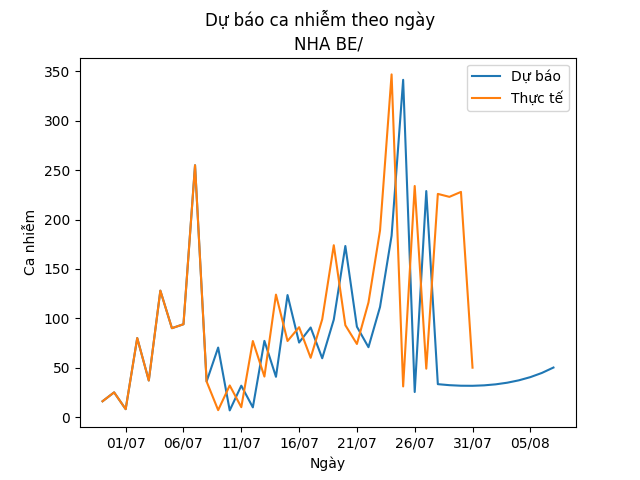 Dự báo ca nhiễm theo ngày
NHA BE/
Dự báo
Thực tế
Ca nhiễm
350
300
250
200
150
100
50
0
01/07 06/07 11/07 16/07 21/07 26/07 31/07 05/08
Ngày